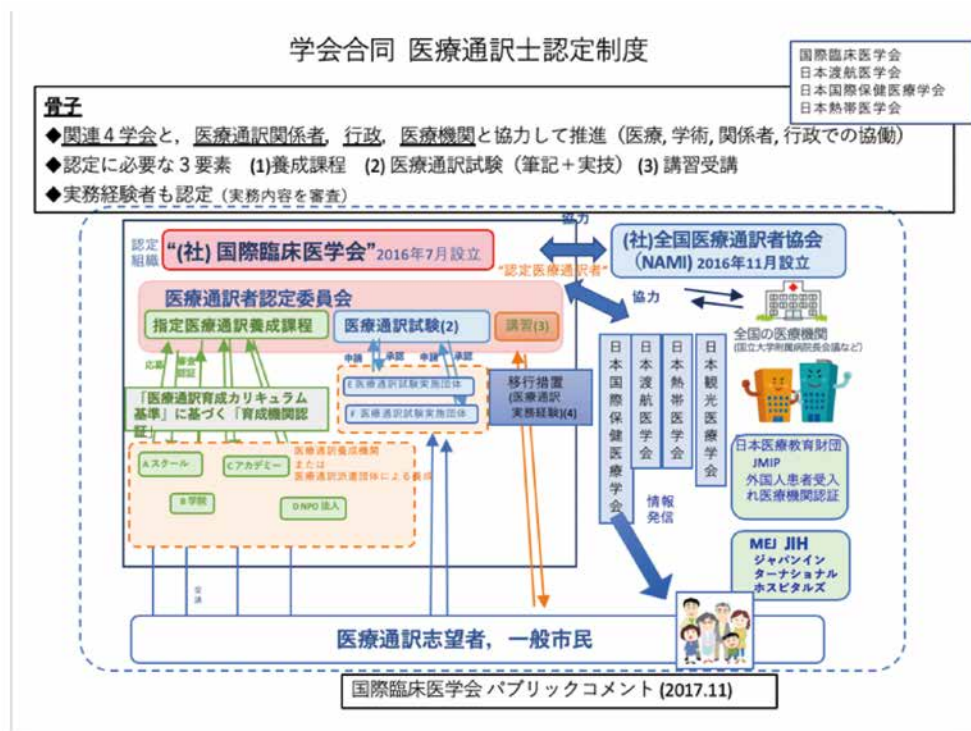 学会合同 医療通訳士認定制度
国際臨床医学会
日本渡航医学会
日本国際保健医療学会
日本熱帯医学会
骨子
◆関連４学会と, 医療通訳関係者, 行政, 医療機関と協力して推進（医療, 学術, 関係者, 行政での協働）
◆認定に必要な３要素 (1)養成課程 (2) 医療通訳試験（筆記＋実技）(3) 講習受講
◆実務経験者も認定（実務内容を審査）
認定
組織
“(社) 国際臨床医学会”2016年7月設立
協力
(社)全国医療通訳者協会
（NAMI）2016年11月設立
“認定医療通訳者”
協力
医療通訳者認定委員会
指定医療通訳養成課程
医療通訳試験(2)
講習(3)
全国の医療機関
(国立大学附属病院長会議など)
応募
審査
認証
申請
承認
申請
承認
「医療通訳育成カリキュラム
基準」に基づく「育成機関認
証」
E 医療通訳試験実施団体
F 医療通訳試験実施団体
移行措置
(医療通訳
実務経験)(4)
日本国際保健医療学会
日本渡航医学会
日本熱帯医学会
日本観光医療学会
医療通訳養成機関
または
医療通訳派遣団体による養成
A スクール
C アカデミー
B 学院
D NPO 法人
日本医療教育財団
JMIP
外国人患者受入
れ医療機関認証
情報
発信
MEJ JIH
ジャパンイン
ターナショナル
ホスピタルズ
受講
医療通訳志望者，一般市民
国際臨床医学会 パブリックコメント (2017.11)